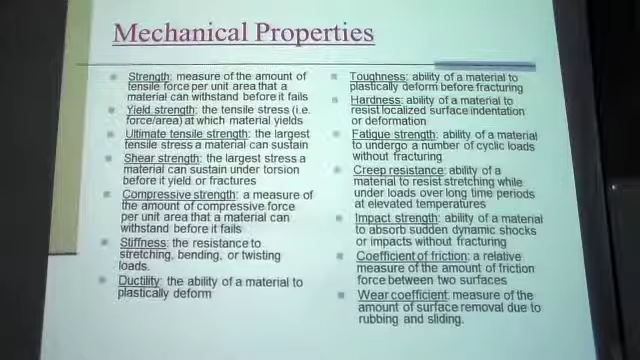 Mechanical Properties
Strength: measure of the amount of
tensile force per unit area that a
material can withstand before it fails
Yield strength: the tensile stress (i.e.
force/area) at which material yields
Ultimate tensile strength: the largest
tensile stress a material can sustain
Shear strength: the largest stress a
material can sustain under torsion
before it yield or fractures
Compressive strength: a measure of
the amount of compressive force
per unit area that a material can
withstand before it fails
Stiffness: the resistance to
stretching, bending, or twisting
loads.
Ductility: the ability of a material to
plastically deform
Toughness: ability of a material to
plastically deform before fracturing
Hardness: ability of a material to
resist localized surface indentation
or deformation
Fatigue strength: ability of a material
to undergo a number of cyclic loads
without fracturing
Creep resistance: ability of a
material to resist stretching while
under loads over long time periods
at elevated temperatures
Impact strength: ability of a material
to absorb sudden dynamic shocks
or impacts without fracturing
Coefficient of friction: a relative
measure of the amount of friction
force between two surfaces
Wear coefficient: measure of the
amount of surface removal due to
rubbing and sliding.